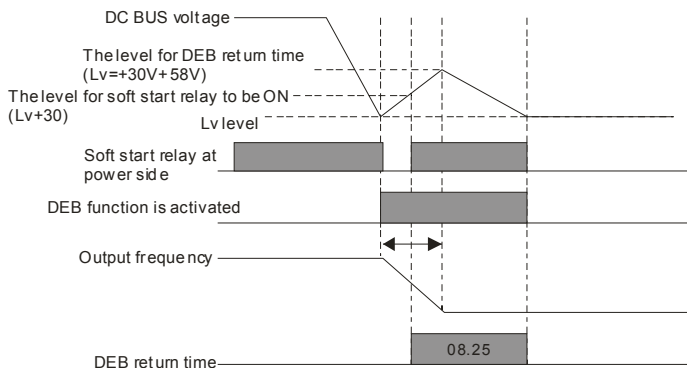 DC BUS voltage
The level for DEB return time
(Lv=+30V+58V)
The level for soft start relay to be ON
(Lv+30)
Lv level
Soft start relay at
power side
DEB function is activated
Output frequency
08.25
DEB return time